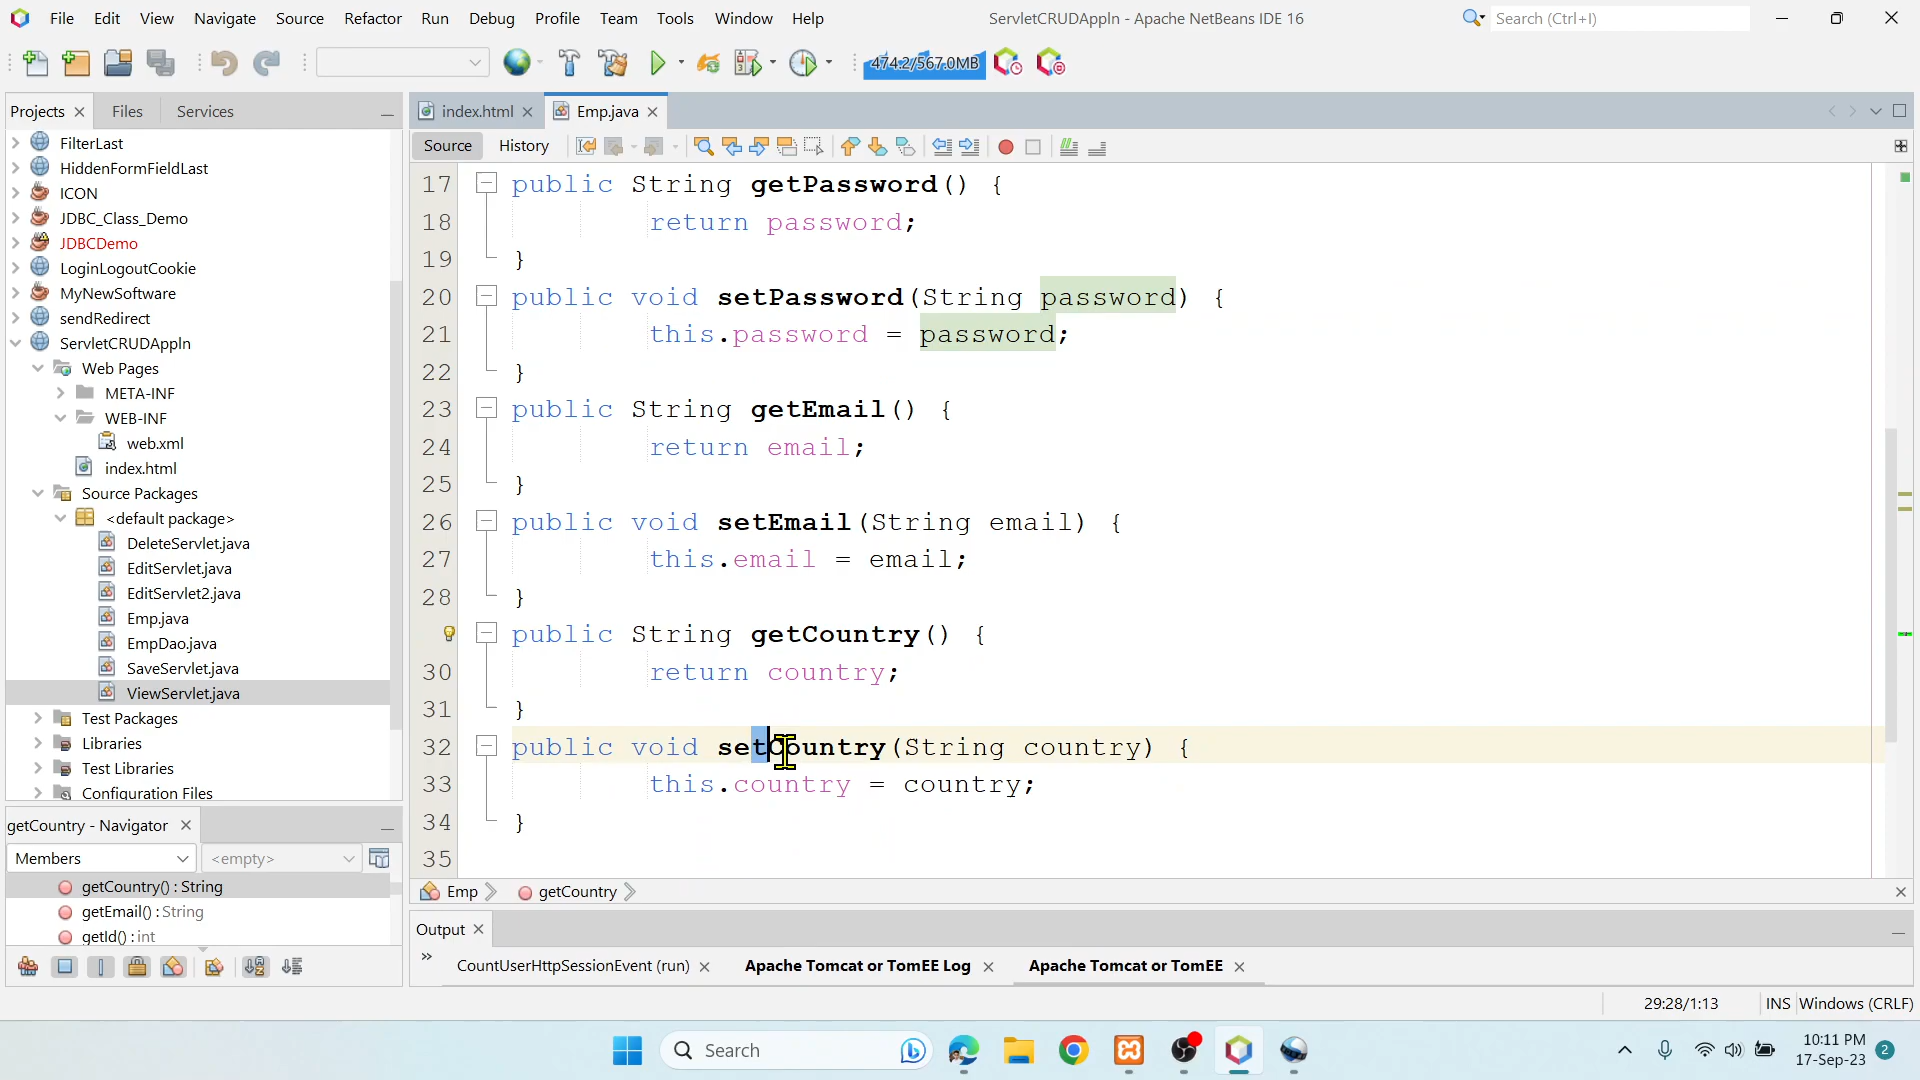 File Edit View Navigate Source Refactor Run Debug Profile Team Tools Window Help
ServletCRUDAppln - Apache NetBeans IDE 16
Search (Ctrl+I)
474.2/567.0MB
Projects Files Services
index.html Emp.java
Source History
FilterLast
HiddenFormFieldLast
ICON
JDBC_Class_Demo
JDBCDemo
LoginLogoutCookie
MyNewSoftware
sendRedirect
ServletCRUDAppln
Web Pages
META-INF
WEB-INF
web.xml
index.html
Source Packages
<default package>
DeleteServlet.java
EditServlet.java
EditServlet2.java
Emp.java
EmpDao.java
SaveServlet.java
ViewServlet.java
Test Packages
Libraries
Test Libraries
Configuration Files
17 public String getPassword() {
18 return password;
19 }
20 public void setPassword(String password) {
21 this.password = password;
22 }
23 public String getEmail() {
24 return email;
25 }
26 public void setEmail(String email) {
27 this.email = email;
28 }
public String getCountry() {
30 return country;
31 }
32 public void setCountry(String country) {
33 this.country = country;
34 }
35
getCountry - Navigator
Members <empty>
getCountry() : String
getEmail() : String
getId() : int
Emp getCountry
Output
» CountUserHttpSessionEvent (run) Apache Tomcat or TomEE Log Apache Tomcat or TomEE
29:28/1:13 INS Windows (CRLF)
Search
10:11 PM
17-Sep-23
2